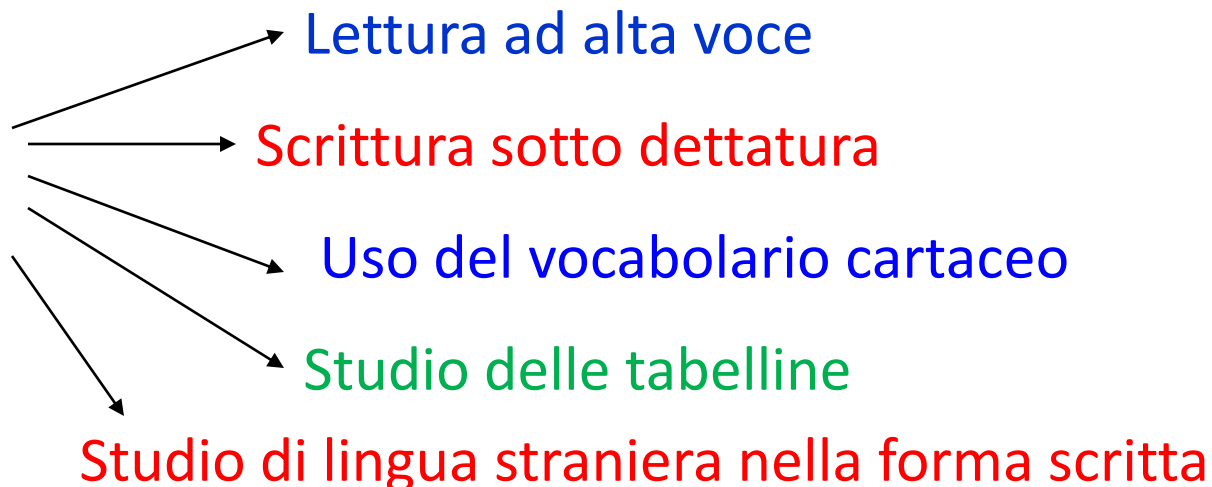 Lettura ad alta voce
Scrittura sotto dettatura
Uso del vocabolario cartaceo
Studio delle tabelline
Studio di lingua straniera nella forma scritta